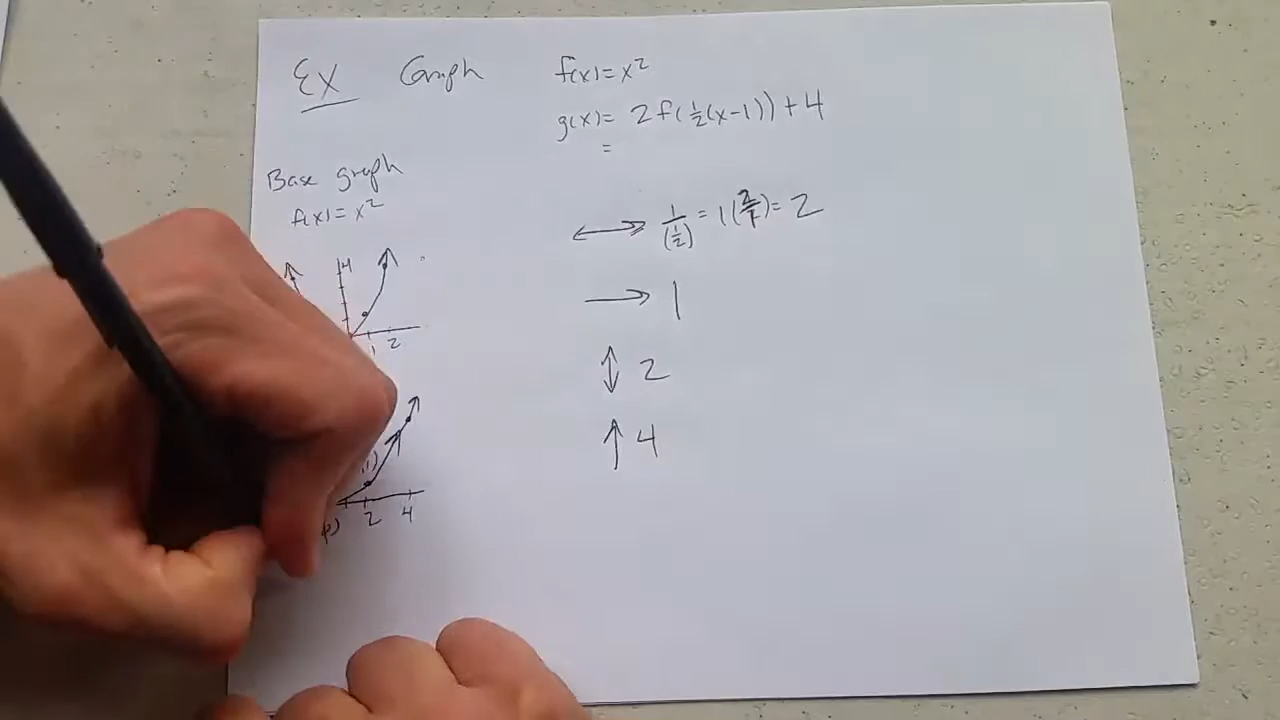 Ex Graph f(x) = x²
g(x) = 2f(½(x-1)) + 4
=
Base graph
f(x) = x²
↔ 1/(½) = 1(2/1) = 2
→ 1
↕ 2
↑ 4
4
1 2
2 4